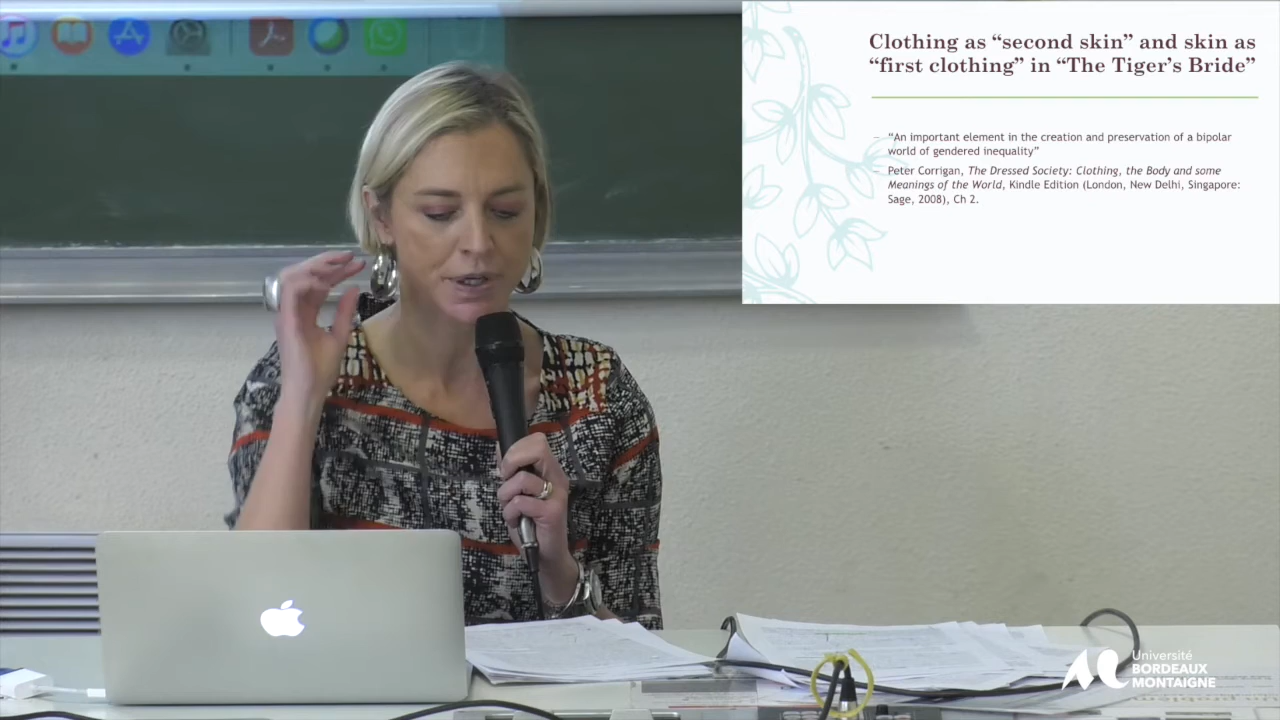 Clothing as “second skin” and skin as
“first clothing” in “The Tiger’s Bride”
– “An important element in the creation and preservation of a bipolar
world of gendered inequality”
– Peter Corrigan, The Dressed Society: Clothing, the Body and some
Meanings of the World, Kindle Edition (London, New Delhi, Singapore:
Sage, 2008), Ch 2.
Université
BORDEAUX
MONTAIGNE